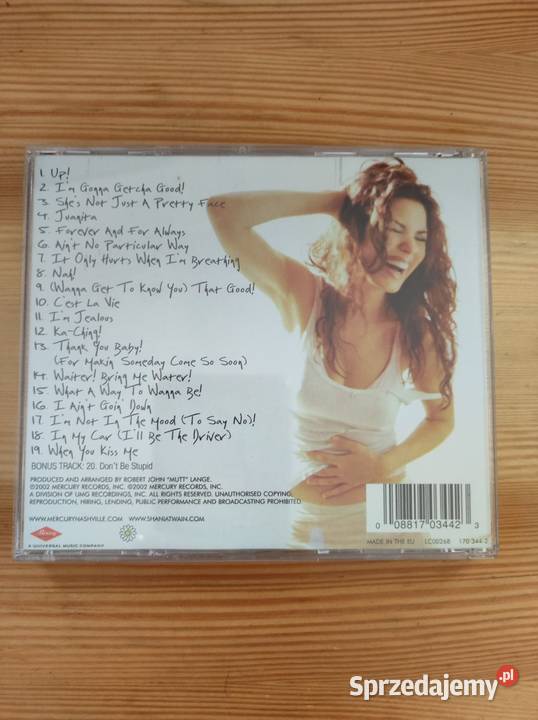 1. Up!
2. I'm Gonna Getcha Good!
3. She's Not Just A Pretty Face
4. Juanita
5. Forever And For Always
6. Ain't No Particular Way
7. It Only Hurts When I'm Breathing
8. Nah!
9. (Wanna Get To Know You) That Good!
10. C'est La Vie
11. I'm Jealous
12. Ka-Ching!
13. Thank You Baby!
(For Makin' Someday Come So Soon)
14. Waiter! Bring Me Water!
15. What A Way To Wanna Be!
16. I Ain't Goin' Down
17. I'm Not In The Mood (To Say No)!
18. In My Car (I'll Be The Driver)
19. When You Kiss Me
BONUS TRACK: 20. Don't Be Stupid
PRODUCED AND ARRANGED BY ROBERT JOHN "MUTT" LANGE.
©2002 MERCURY RECORDS, INC. ℗2002 MERCURY RECORDS, INC.
A DIVISION OF UMG RECORDINGS, INC. ALL RIGHTS RESERVED. UNAUTHORISED COPYING,
REPRODUCTION, HIRING, LENDING, PUBLIC PERFORMANCE AND BROADCASTING PROHIBITED.
WWW.MERCURYNASHVILLE.COM WWW.SHANIATWAIN.COM
Mercury
A UNIVERSAL MUSIC COMPANY
0 08817 03442 3
MADE IN THE EU LC00268 170 344-2
Sprzedajemy.pl